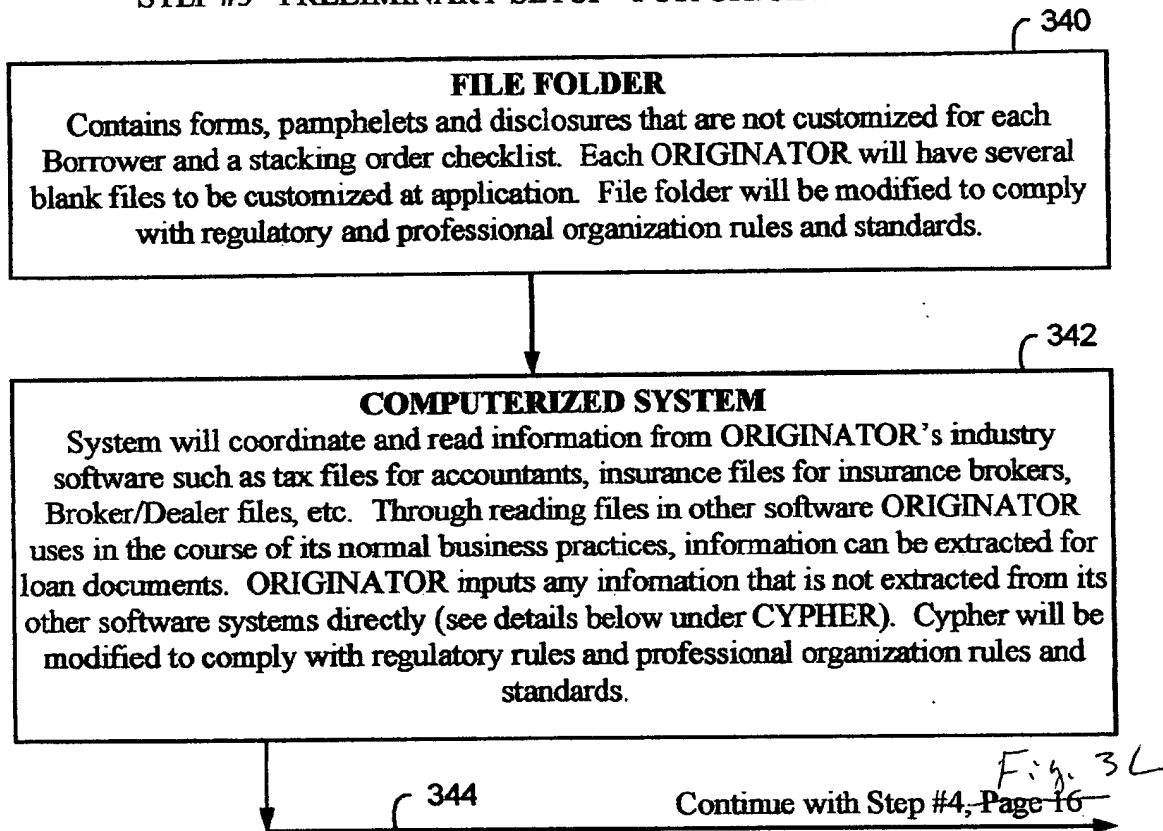 STEP #3 PRELIMINARY SETUP
340
FILE FOLDER
Contains forms, pamphelets and disclosures that are not customized for each
Borrower and a stacking order checklist. Each ORIGINATOR will have several
blank files to be customized at application. File folder will be modified to comply
with regulatory and professional organization rules and standards.
342
COMPUTERIZED SYSTEM
System will coordinate and read information from ORIGINATOR's industry
software such as tax files for accountants, insurance files for insurance brokers,
Broker/Dealer files, etc. Through reading files in other software ORIGINATOR
uses in the course of its normal business practices, information can be extracted for
loan documents. ORIGINATOR inputs any infomation that is not extracted from its
other software systems directly (see details below under CYPHER). Cypher will be
modified to comply with regulatory rules and professional organization rules and
standards.
Fig. 3L
344
Continue with Step #4, Page 16